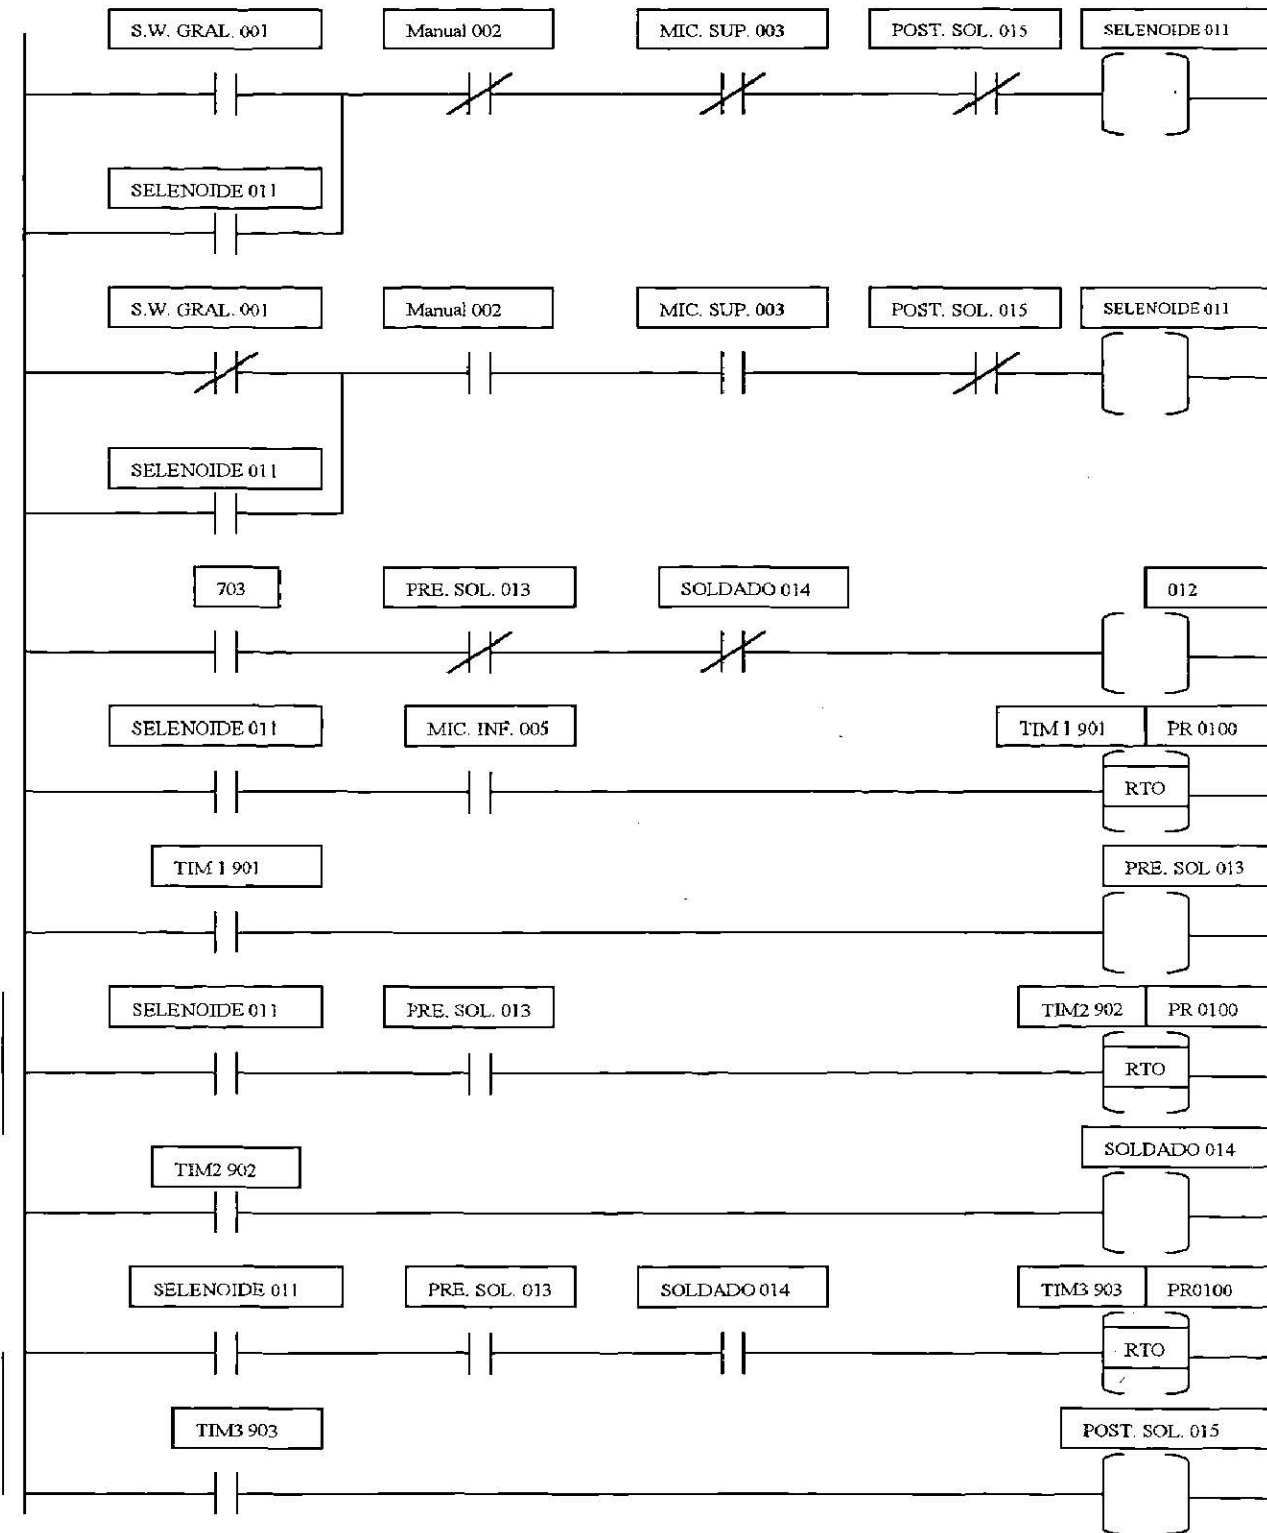 S.W. GRAL. 001 Manual 002 MIC. SUP. 003 POST. SOL. 015 SELENOIDE 011
SELENOIDE 011
S.W. GRAL. 001 Manual 002 MIC. SUP. 003 POST. SOL. 015 SELENOIDE 011
SELENOIDE 011
703 PRE. SOL. 013 SOLDADO 014 012
SELENOIDE 011 MIC. INF. 005 TIM 1 901 PR 0100
RTO
TIM 1 901 PRE. SOL 013
SELENOIDE 011 PRE. SOL. 013 TIM2 902 PR 0100
RTO
SOLDADO 014
TIM2 902
SELENOIDE 011 PRE. SOL. 013 SOLDADO 014 TIM3 903 PR0100
RTO
TIM3 903 POST. SOL. 015